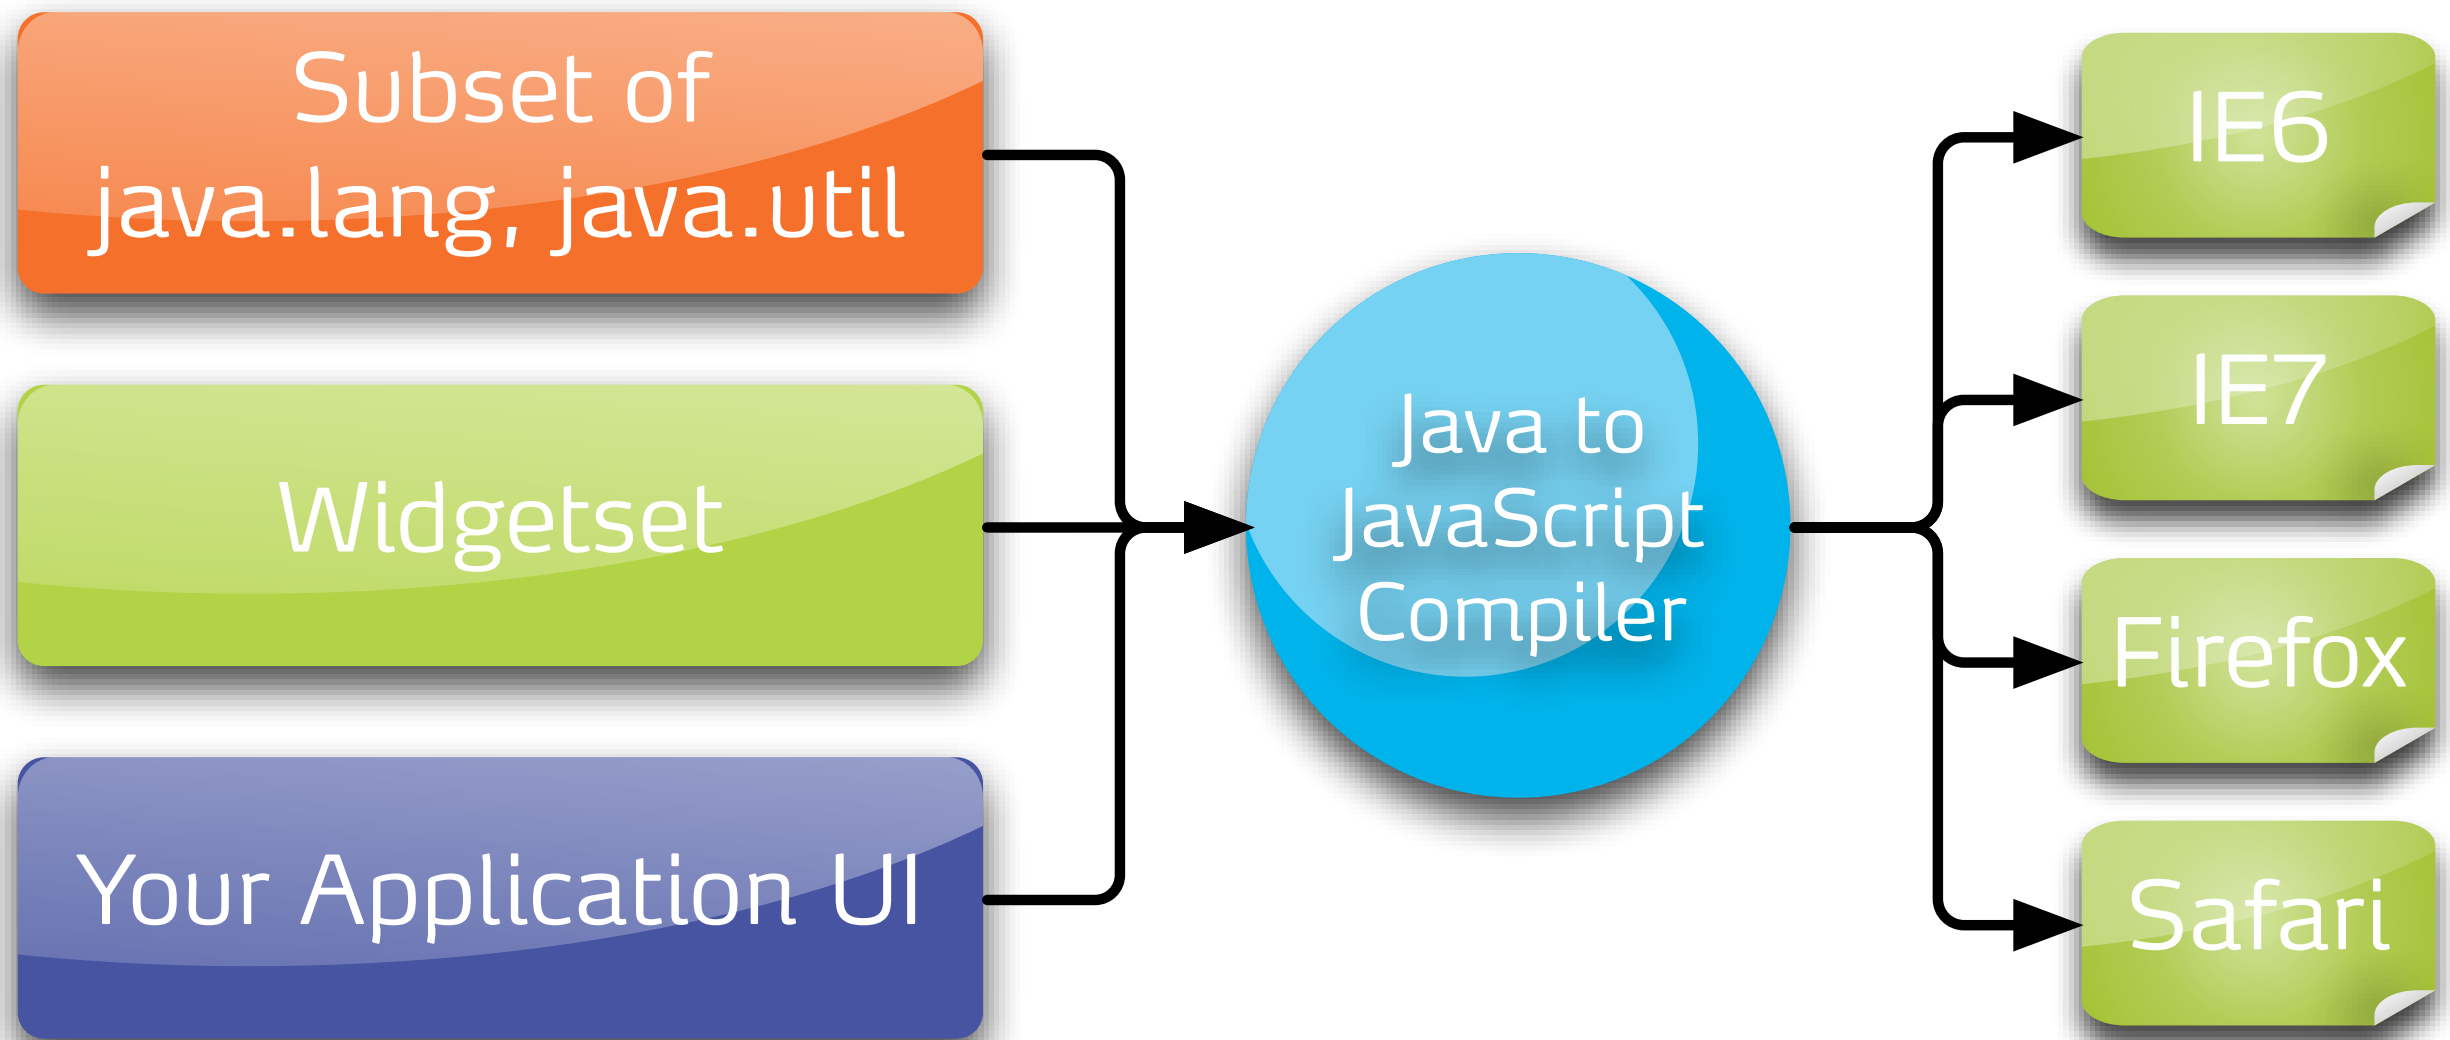 Subset of
java.lang, java.util
Widgetset
Your Application UI
Java to
JavaScript
Compiler
IE6
IE7
Firefox
Safari